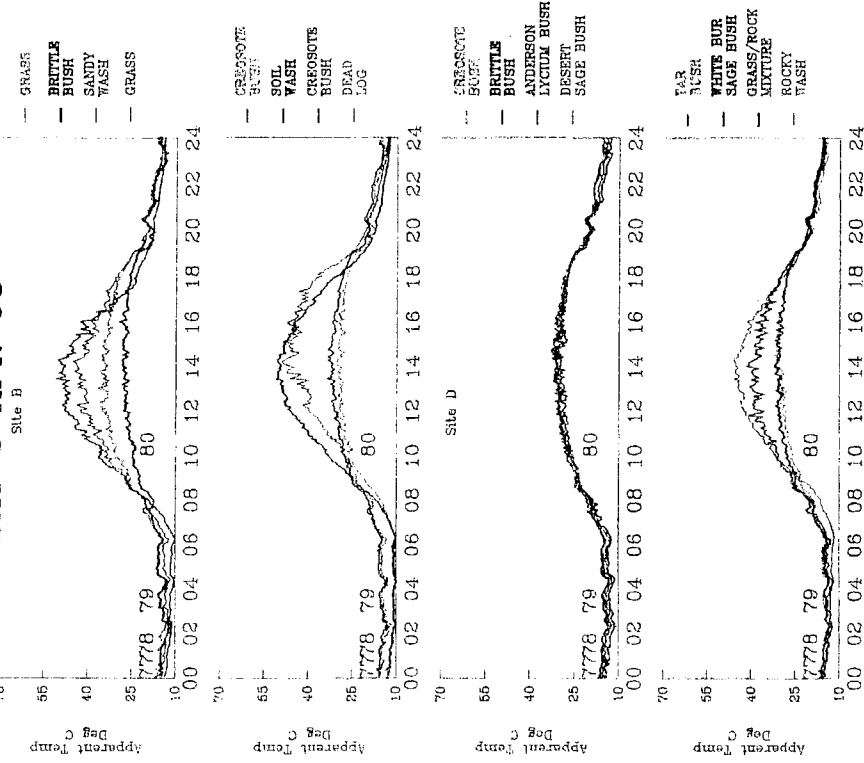 Site B
70
55
40
25
10
Apparent Temp
Deg C
7778 79
80
00 02 04 06 08 10 12 14 16 18 20 22 24
GRASS
BRITTLE
BUSH
SANDY
WASH
GRASS
70
55
40
25
10
Apparent Temp
Deg C
7778 79
80
00 02 04 06 08 10 12 14 16 18 20 22 24
CREOSOTE
BUSH
SOIL
WASH
CREOSOTE
BUSH
DEAD
LOG
Site D
70
55
40
25
10
Apparent Temp
Deg C
7778 79
80
00 02 04 06 08 10 12 14 16 18 20 22 24
CREOSOTE
BUSH
BRITTLE
BUSH
ANDERSON
LYCIUM BUSH
DESERT
SAGE BUSH
70
55
40
25
10
Apparent Temp
Deg C
7778 79
80
00 02 04 06 08 10 12 14 16 18 20 22 24
BUSH
WHITE BUR
SAGE BUSH
GRASS/ROCK
MIXTURE
ROCKY
WASH